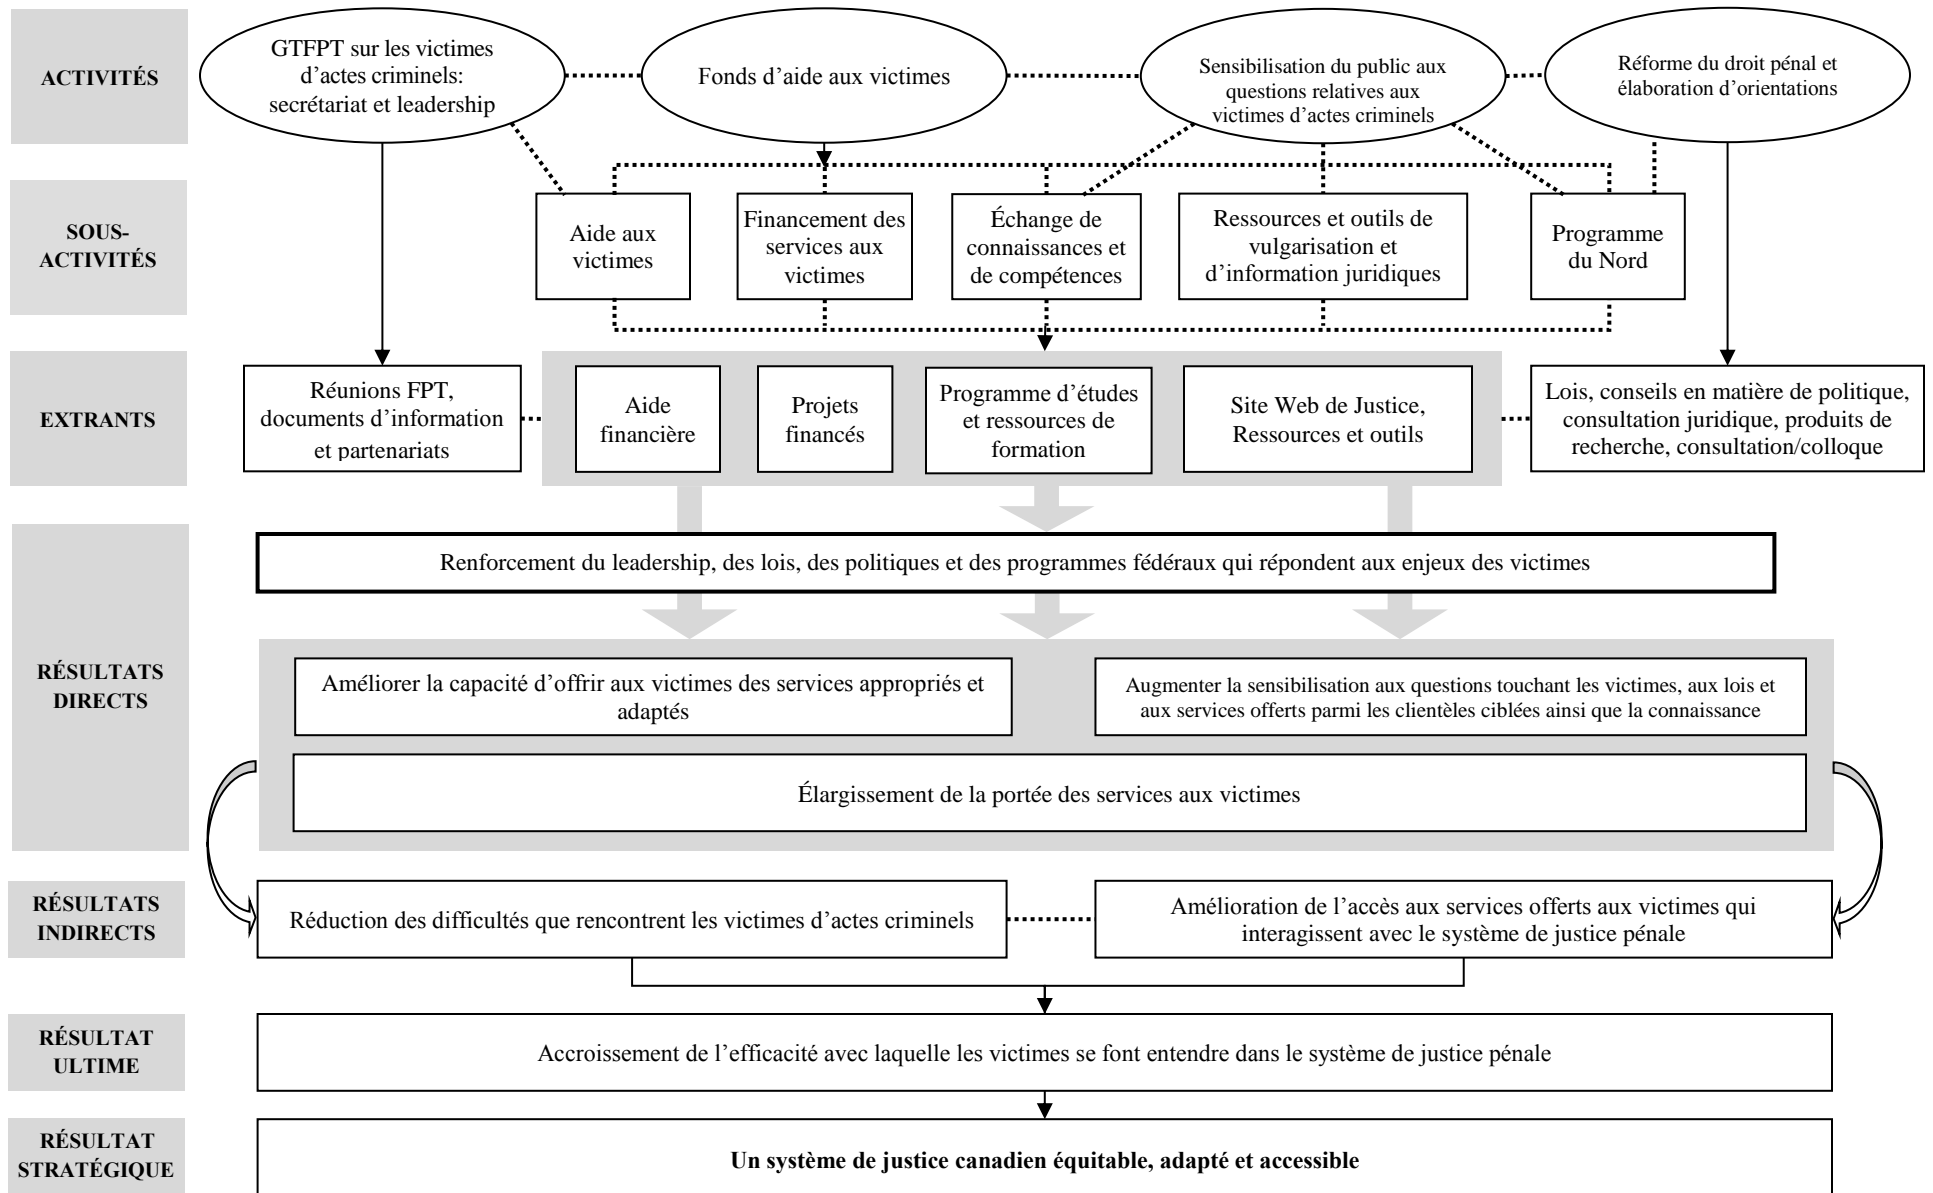 ACTIVITÉS
GTFPT sur les victimes
d’actes criminels:
secrétariat et leadership
Fonds d’aide aux victimes
Sensibilisation du public aux
questions relatives aux
victimes d’actes criminels
Réforme du droit pénal et
élaboration d’orientations
SOUS-
ACTIVITÉS
Aide aux
victimes
Financement des
services aux
victimes
Échange de
connaissances et
de compétences
Ressources et outils de
vulgarisation et
d’information juridiques
Programme
du Nord
EXTRANTS
Réunions FPT,
documents d’information
et partenariats
Aide
financière
Projets
financés
Programme d’études
et ressources de
formation
Site Web de Justice,
Ressources et outils
Lois, conseils en matière de politique,
consultation juridique, produits de
recherche, consultation/colloque
RÉSULTATS
DIRECTS
Renforcement du leadership, des lois, des politiques et des programmes fédéraux qui répondent aux enjeux des victimes
Améliorer la capacité d’offrir aux victimes des services appropriés et
adaptés
Augmenter la sensibilisation aux questions touchant les victimes, aux lois et
aux services offerts parmi les clientèles ciblées ainsi que la connaissance
Élargissement de la portée des services aux victimes
RÉSULTATS
INDIRECTS
Réduction des difficultés que rencontrent les victimes d’actes criminels
Amélioration de l’accès aux services offerts aux victimes qui
interagissent avec le système de justice pénale
RÉSULTAT
ULTIME
Accroissement de l’efficacité avec laquelle les victimes se font entendre dans le système de justice pénale
RÉSULTAT
STRATÉGIQUE
Un système de justice canadien équitable, adapté et accessible